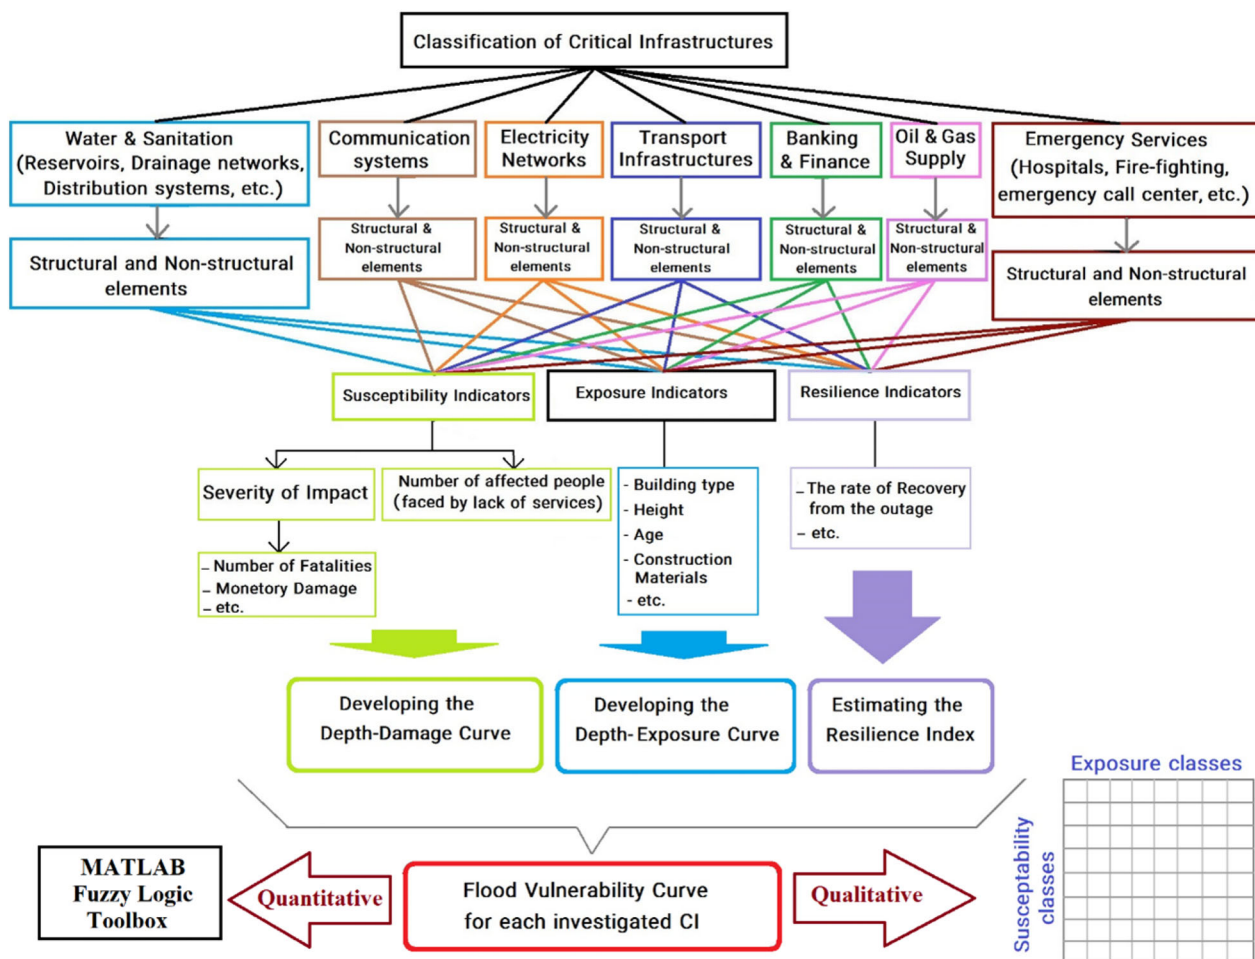 Classification of Critical Infrastructures
Water & Sanitation
(Reservoirs, Drainage networks,
Distribution systems, etc.)
Communication
systems
Electricity
Networks
Transport
Infrastructures
Banking
& Finance
Oil & Gas
Supply
Emergency Services
(Hospitals, Fire-fighting,
emergency call center, etc.)
Structural and Non-structural
elements
Structural &
Non-structural
elements
Structural &
Non-structural
elements
Structural &
Non-structural
elements
Structural &
Non-structural
elements
Structural &
Non-structural
elements
Structural and Non-structural
elements
Susceptibility Indicators
Exposure Indicators
Resilience Indicators
Severity of Impact
Number of affected people
(faced by lack of services)
- Building type
- Height
- Age
- Construction
Materials
- etc.
- The rate of Recovery
from the outage
- etc.
- Number of Fatalities
- Monetory Damage
- etc.
Developing the
Depth-Damage Curve
Developing the
Depth-Exposure Curve
Estimating the
Resilience Index
Exposure classes
Susceptability
classes
MATLAB
Fuzzy Logic
Toolbox
Quantitative
Flood Vulnerability Curve
for each investigated CI
Qualitative